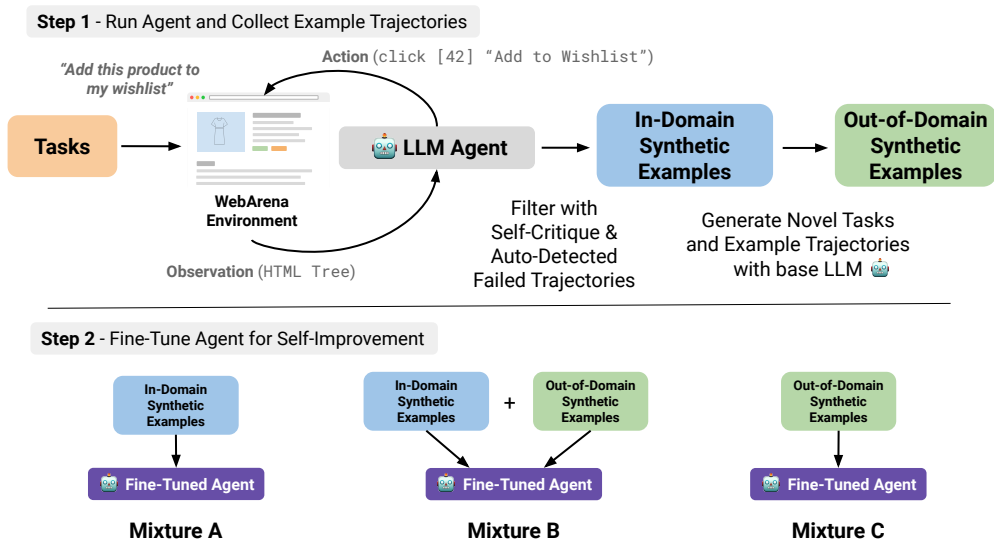 Step 1 - Run Agent and Collect Example Trajectories
Action (click [42] “Add to Wishlist”)
“Add this product to
my wishlist”
Tasks
WebArena
Environment
LLM Agent
Observation (HTML Tree)
In-Domain
Synthetic
Examples
Out-of-Domain
Synthetic
Examples
Filter with
Self-Critique &
Auto-Detected
Failed Trajectories
Generate Novel Tasks
and Example Trajectories
with base LLM
Step 2 - Fine-Tune Agent for Self-Improvement
In-Domain
Synthetic
Examples
Fine-Tuned Agent
Mixture A
In-Domain
Synthetic
Examples
+
Out-of-Domain
Synthetic
Examples
Fine-Tuned Agent
Mixture B
Out-of-Domain
Synthetic
Examples
Fine-Tuned Agent
Mixture C